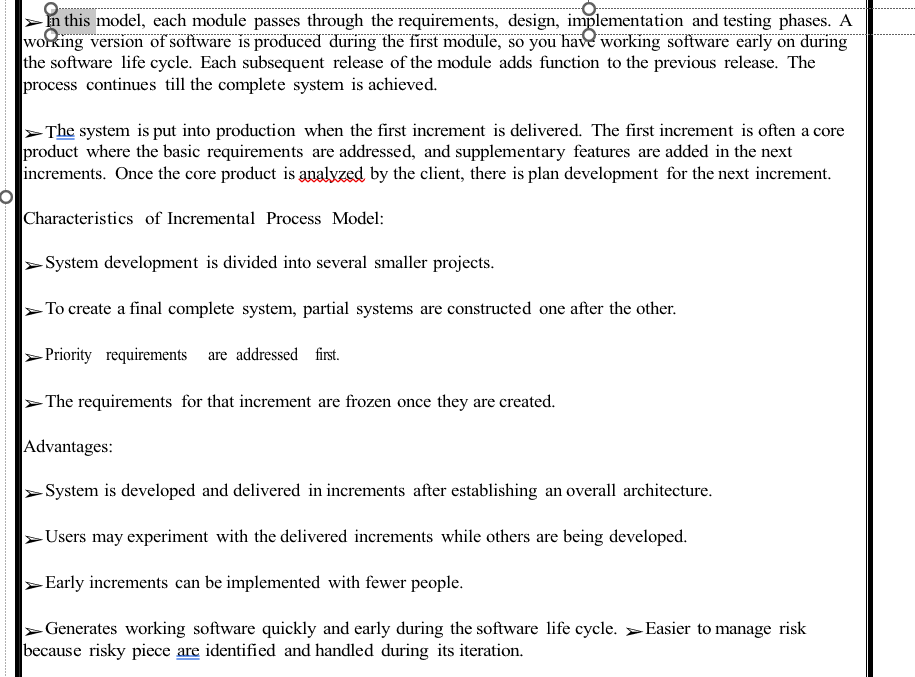 ➢ In this model, each module passes through the requirements, design, implementation and testing phases. A
working version of software is produced during the first module, so you have working software early on during
the software life cycle. Each subsequent release of the module adds function to the previous release. The
process continues till the complete system is achieved.
➢ The system is put into production when the first increment is delivered. The first increment is often a core
product where the basic requirements are addressed, and supplementary features are added in the next
increments. Once the core product is analyzed by the client, there is plan development for the next increment.
Characteristics of Incremental Process Model:
➢ System development is divided into several smaller projects.
➢ To create a final complete system, partial systems are constructed one after the other.
➢ Priority requirements are addressed first.
➢ The requirements for that increment are frozen once they are created.
Advantages:
➢ System is developed and delivered in increments after establishing an overall architecture.
➢ Users may experiment with the delivered increments while others are being developed.
➢ Early increments can be implemented with fewer people.
➢ Generates working software quickly and early during the software life cycle. ➢ Easier to manage risk
because risky piece are identified and handled during its iteration.